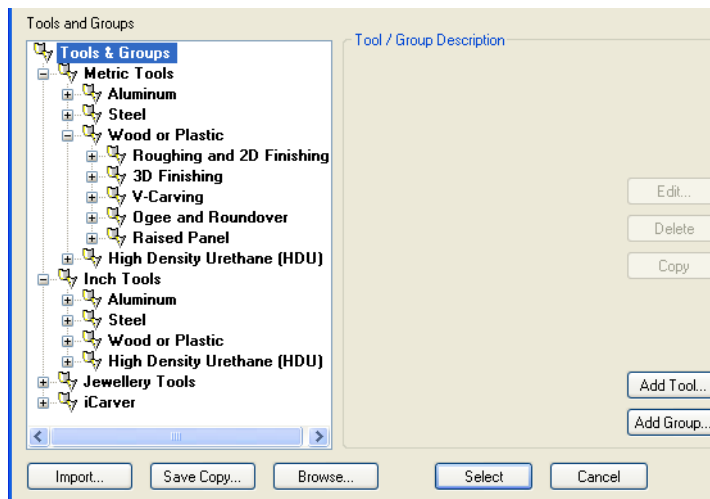 Tools and Groups
Tool / Group Description
Tools & Groups
Metric Tools
Aluminum
Steel
Wood or Plastic
Roughing and 2D Finishing
3D Finishing
V-Carving
Ogee and Roundover
Raised Panel
High Density Urethane (HDU)
Inch Tools
Aluminum
Steel
Wood or Plastic
High Density Urethane (HDU)
Jewellery Tools
iCarver
Edit...
Delete
Copy
Add Tool...
Add Group...
Import... Save Copy... Browse... Select Cancel